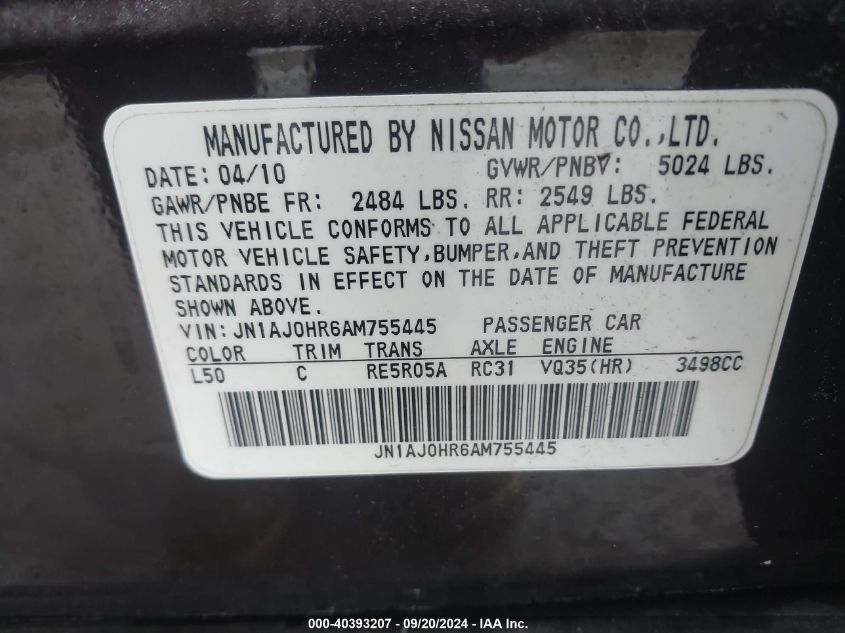 MANUFACTURED BY NISSAN MOTOR CO.,LTD.
DATE: 04/10 GVWR/PNBV: 5024 LBS.
GAWR/PNBE FR: 2484 LBS. RR: 2549 LBS.
THIS VEHICLE CONFORMS TO ALL APPLICABLE FEDERAL
MOTOR VEHICLE SAFETY,BUMPER,AND THEFT PREVENTION
STANDARDS IN EFFECT ON THE DATE OF MANUFACTURE
SHOWN ABOVE.
VIN: JN1AJ0HR6AM755445 PASSENGER CAR
COLOR TRIM TRANS AXLE ENGINE
L50 C RE5R05A RC31 VQ35(HR) 3498CC
JN1AJ0HR6AM755445
000-40393207 - 09/20/2024 - IAA Inc.